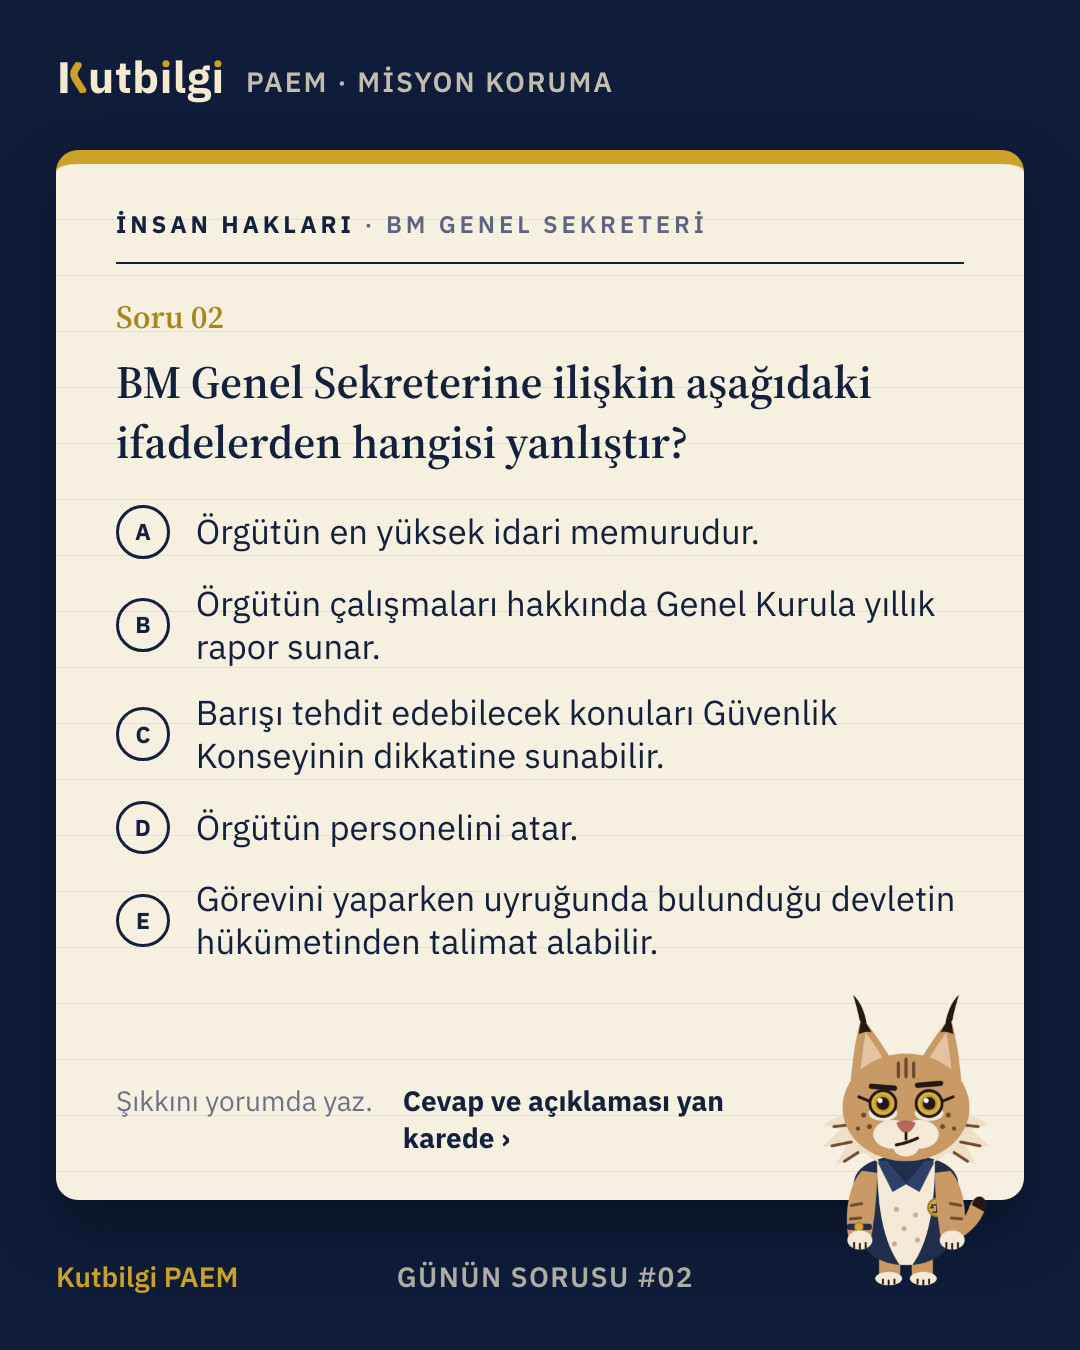 Kutbilgi PAEM · MİSYON KORUMA
İNSAN HAKLARI · BM GENEL SEKRETERİ
Soru 02
BM Genel Sekreterine ilişkin aşağıdaki
ifadelerden hangisi yanlıştır?
A Örgütün en yüksek idari memurudur.
B Örgütün çalışmaları hakkında Genel Kurula yıllık
rapor sunar.
C Barışı tehdit edebilecek konuları Güvenlik
Konseyinin dikkatine sunabilir.
D Örgütün personelini atar.
E Görevini yaparken uyruğunda bulunduğu devletin
hükümetinden talimat alabilir.
Şıkkını yorumda yaz. Cevap ve açıklaması yan
karede ›
Kutbilgi PAEM GÜNÜN SORUSU #02